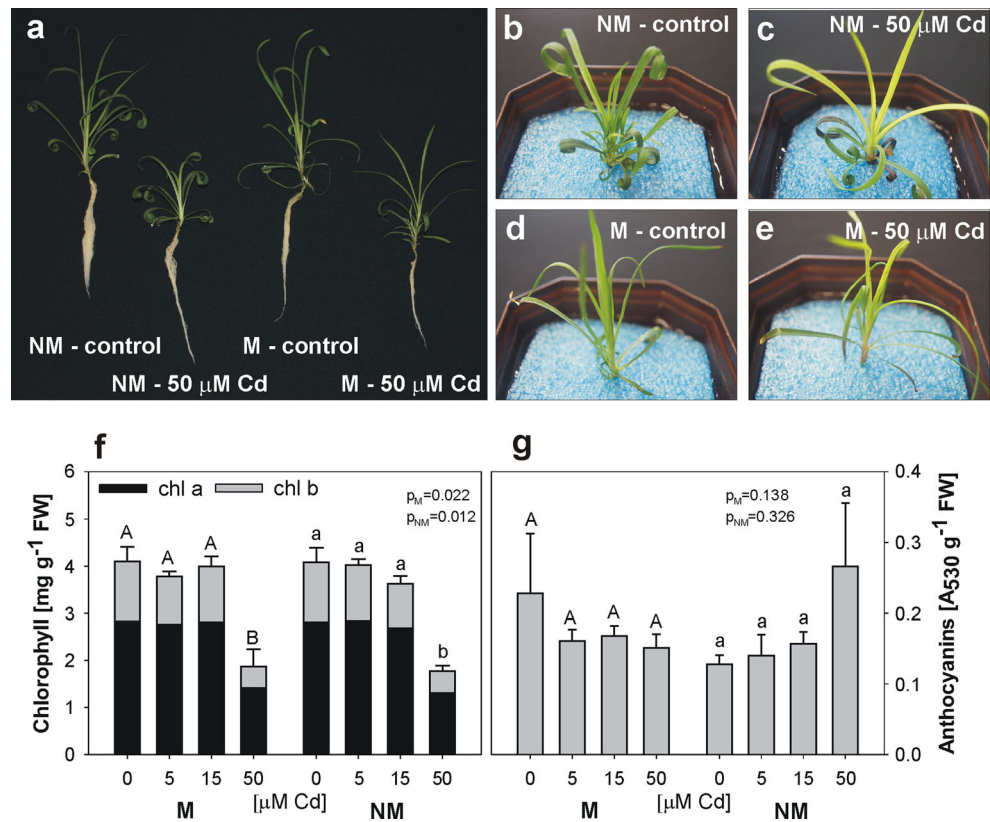 a
NM - control
NM - 50 μM Cd
M - control
M - 50 μM Cd
b
NM - control
c
NM - 50 μM Cd
d
M - control
e
M - 50 μM Cd
f
Chlorophyll [mg g⁻¹ FW]
6
5
4
3
2
1
0
chl a
chl b
pM=0.022
pNM=0.012
A
A
A
B
a
a
a
b
0 5 15 50 0 5 15 50
M
[μM Cd]
NM
g
pM=0.138
pNM=0.326
A
A
A
A
a
a
a
a
0.4
0.3
0.2
0.1
0.0
Anthocyanins [A530 g⁻¹ FW]
0 5 15 50 0 5 15 50
M
[μM Cd]
NM